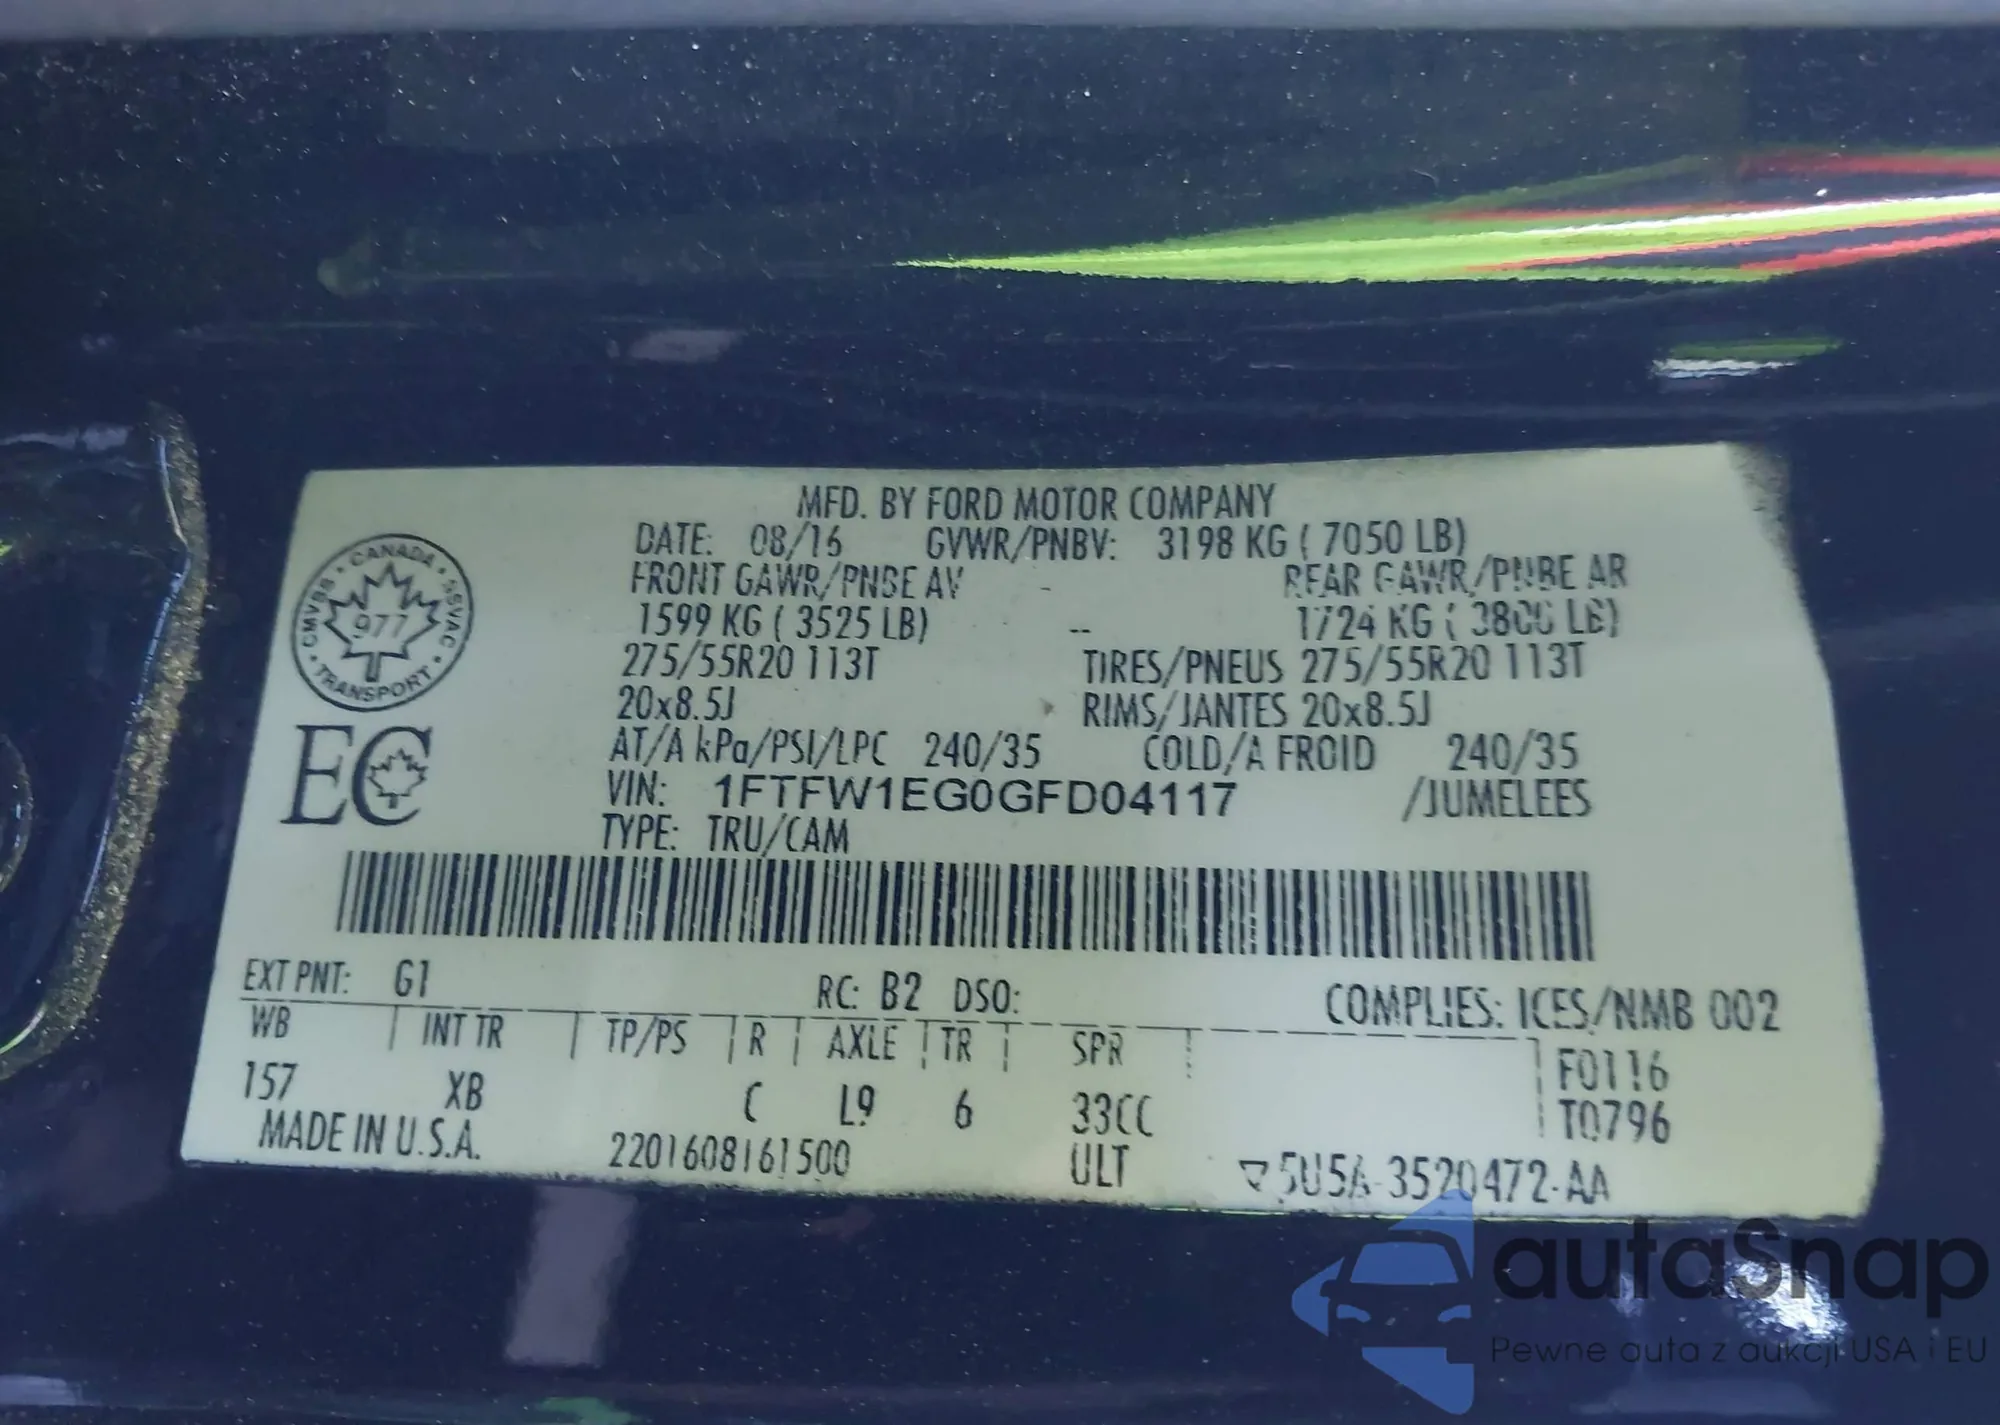 MFD. BY FORD MOTOR COMPANY
DATE: 08/16 GVWR/PNBV: 3198 KG ( 7050 LB)
FRONT GAWR/PNBE AV - REAR GAWR/PNBE AR
1599 KG ( 3525 LB) -- 1724 KG ( 3800 LB)
275/55R20 113T TIRES/PNEUS 275/55R20 113T
20x8.5J RIMS/JANTES 20x8.5J
AT/A kPa/PSI/LPC 240/35 COLD/A FROID 240/35
VIN: 1FTFW1EG0GFD04117 /JUMELEES
TYPE: TRU/CAM
CANADA · SSVAC · TRANSPORT · CMVSS ·
977
EC
EXT PNT: G1 RC: B2 DSO: COMPLIES: ICES/NMB 002
WB | INT TR | TP/PS | R | AXLE | TR | SPR
157 XB C L9 6 33CC
F0116
T0796
MADE IN U.S.A. 2201608161500 ULT ▽5U5A-3520472-AA
autaSnap
Pewne auta z aukcji USA i EU